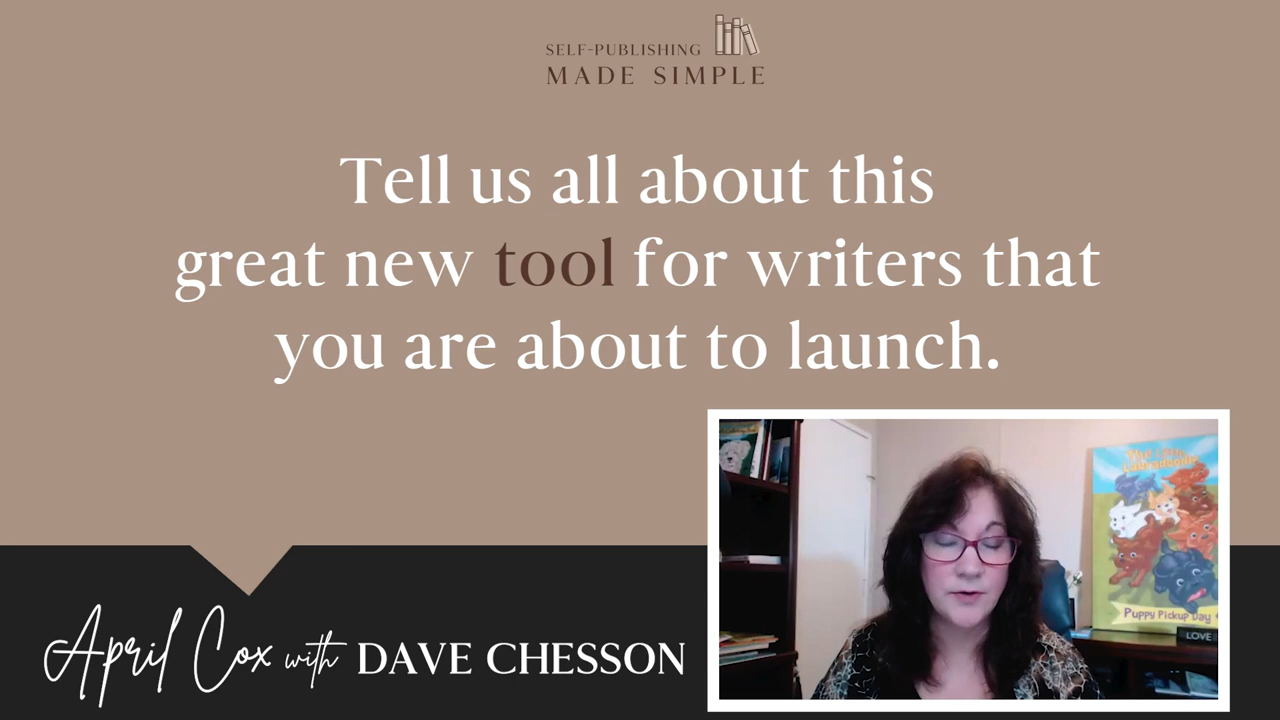 SELF-PUBLISHING
MADE SIMPLE
Tell us all about this
great new tool for writers that
you are about to launch.
April Cox with DAVE CHESSON
Labradoodle
Puppy Pickup Day
LOVE